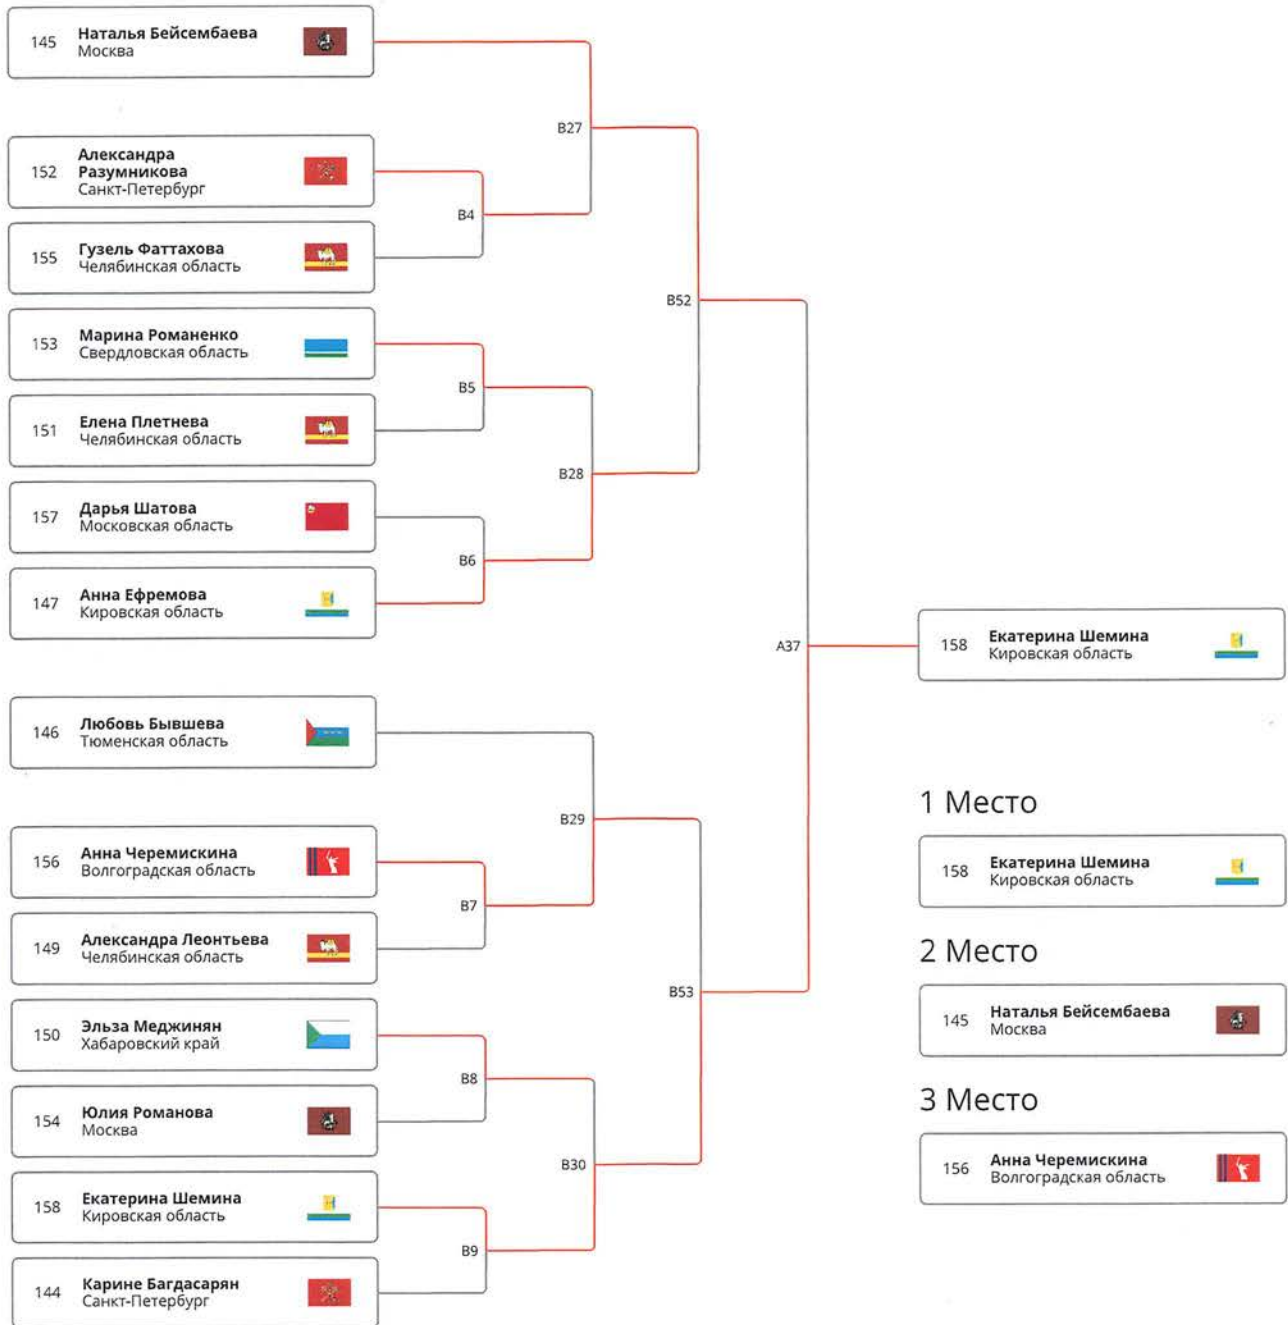 145
Наталья Бейсембаева
Москва
B27
152
Александра
Разумникова
Санкт-Петербург
B4
155
Гузель Фаттахова
Челябинская область
B52
153
Марина Романенко
Свердловская область
B5
151
Елена Плетнева
Челябинская область
B28
157
Дарья Шатова
Московская область
B6
147
Анна Ефремова
Кировская область
A37
158
Екатерина Шемина
Кировская область
146
Любовь Бывшева
Тюменская область
B29
156
Анна Черемискина
Волгоградская область
B7
149
Александра Леонтьева
Челябинская область
B53
150
Эльза Меджинян
Хабаровский край
B8
154
Юлия Романова
Москва
B30
158
Екатерина Шемина
Кировская область
B9
144
Карине Багдасарян
Санкт-Петербург
1 Место
158
Екатерина Шемина
Кировская область
2 Место
145
Наталья Бейсембаева
Москва
3 Место
156
Анна Черемискина
Волгоградская область